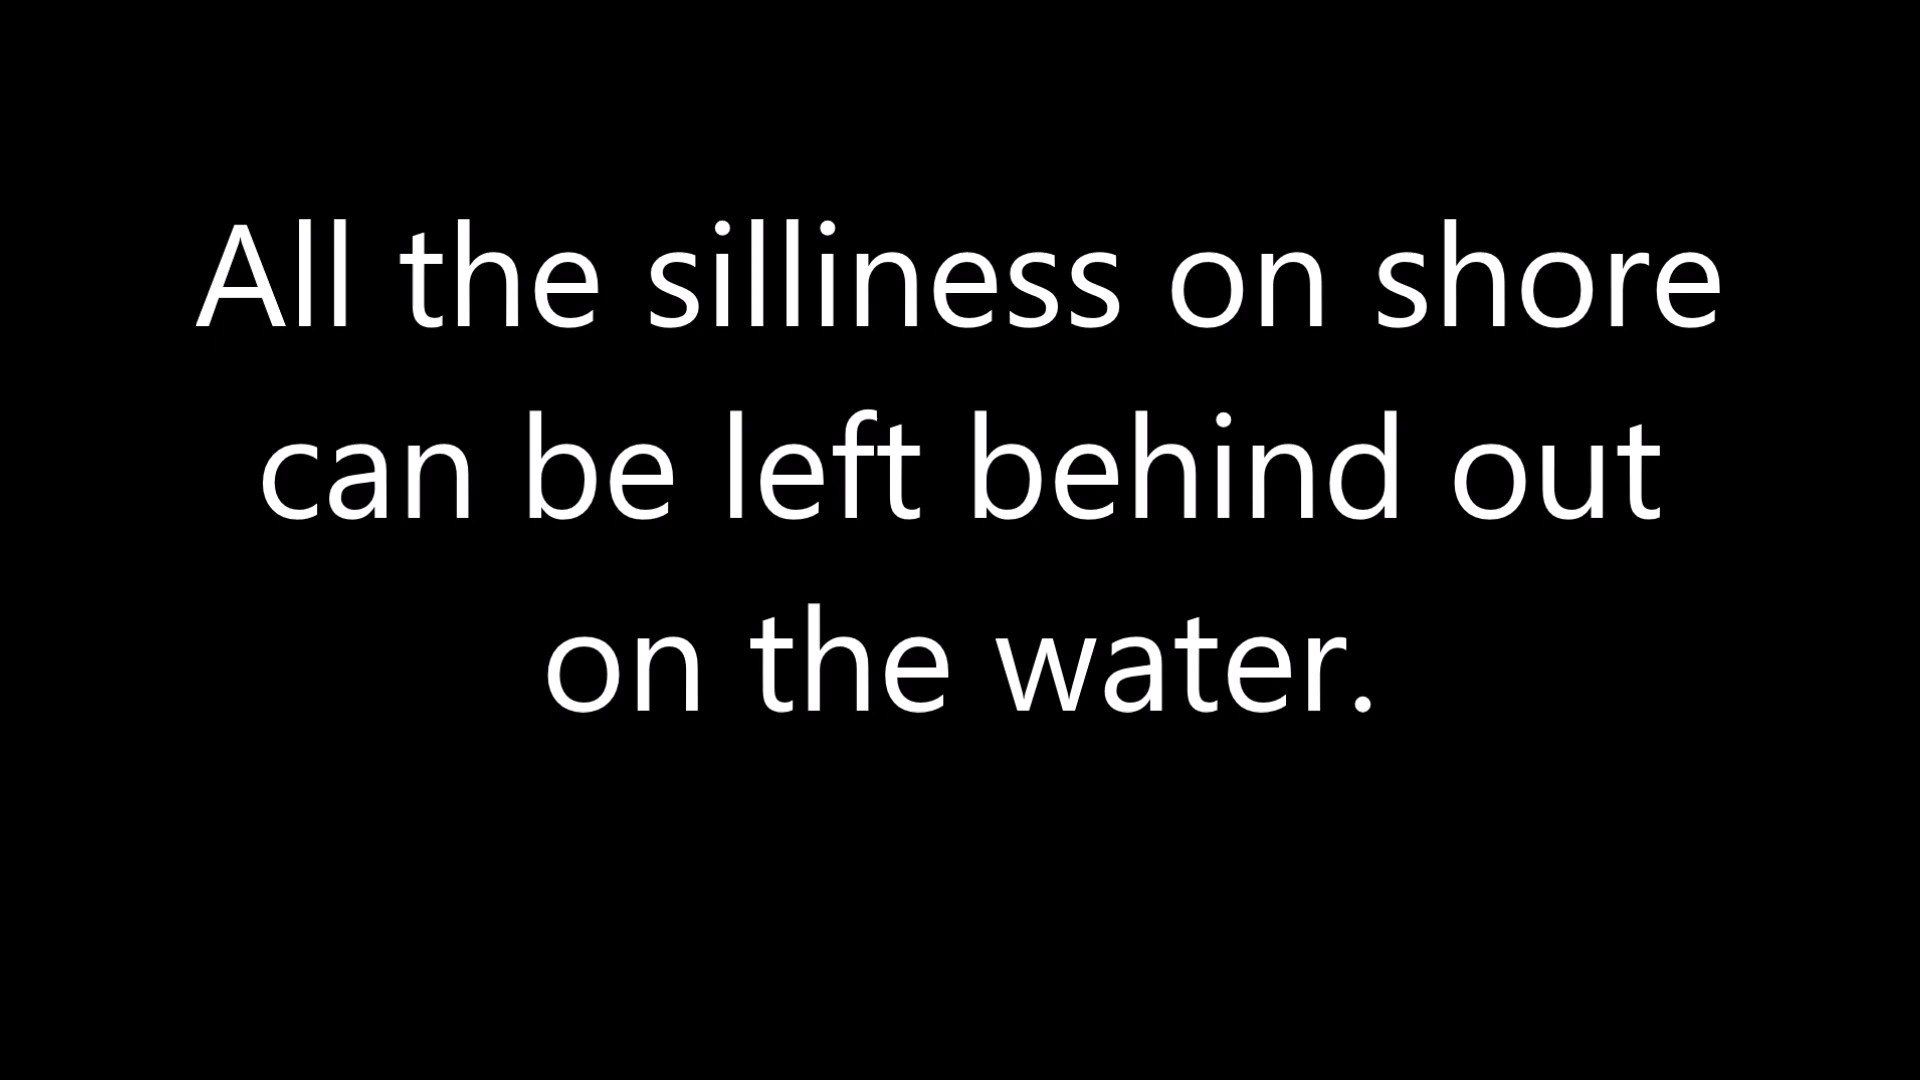 All the silliness on shore
can be left behind out
on the water.